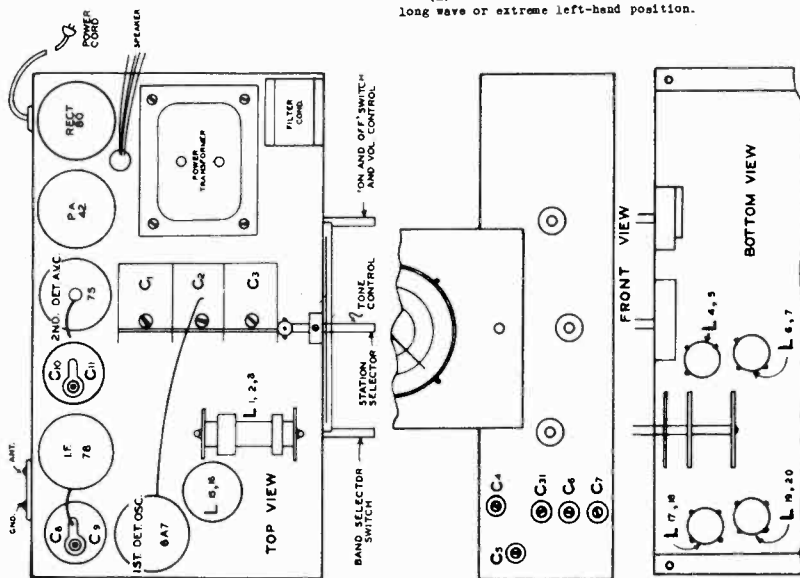 long wave or extreme left-hand position.
POWER
CORD
SPEAKER
RECT
80
P.A.
42
2ND. DET. A.V.C.
75
C10
C11
I.F.
78
ANT.
GND.
C8
C9
1ST. DET. OSC.
6A7
POWER
TRANSFORMER
FILTER
COND.
C1
C2
C3
L 1, 2, 3
L 15, 16
TOP VIEW
"ON AND OFF" SWITCH
AND VOL. CONTROL
TONE
CONTROL
STATION
SELECTOR
BAND SELECTOR
SWITCH
C4
C5
C31
C6
C7
FRONT VIEW
BOTTOM VIEW
L 4, 5
L 6, 7
L 17, 18
L 19, 20